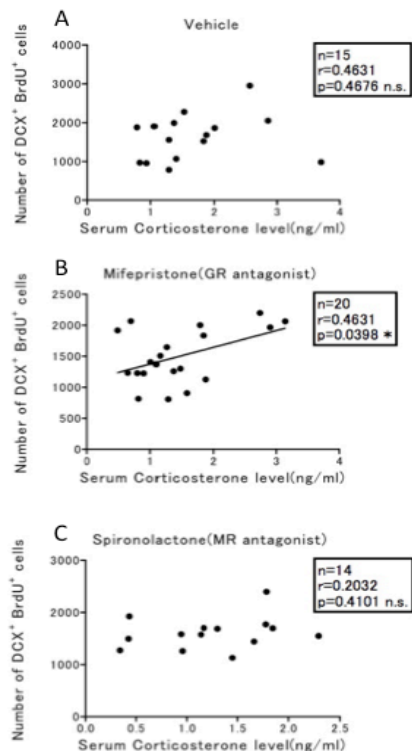 A
Vehicle
n=15
r=0.4631
p=0.4676 n.s.
Number of DCX⁺ BrdU⁺ cells
4000
3000
2000
1000
0
0 1 2 3 4
Serum Corticosterone level(ng/ml)
B
Mifepristone(GR antagonist)
n=20
r=0.4631
p=0.0398 *
Number of DCX⁺ BrdU⁺ cells
2500
2000
1500
1000
500
0
0 1 2 3 4
Serum Corticosterone level(ng/ml)
C
Spironolactone(MR antagonist)
n=14
r=0.2032
p=0.4101 n.s.
Number of DCX⁺ BrdU⁺ cells
3000
2000
1000
0
0.0 0.5 1.0 1.5 2.0 2.5
Serum Corticosterone level(ng/ml)